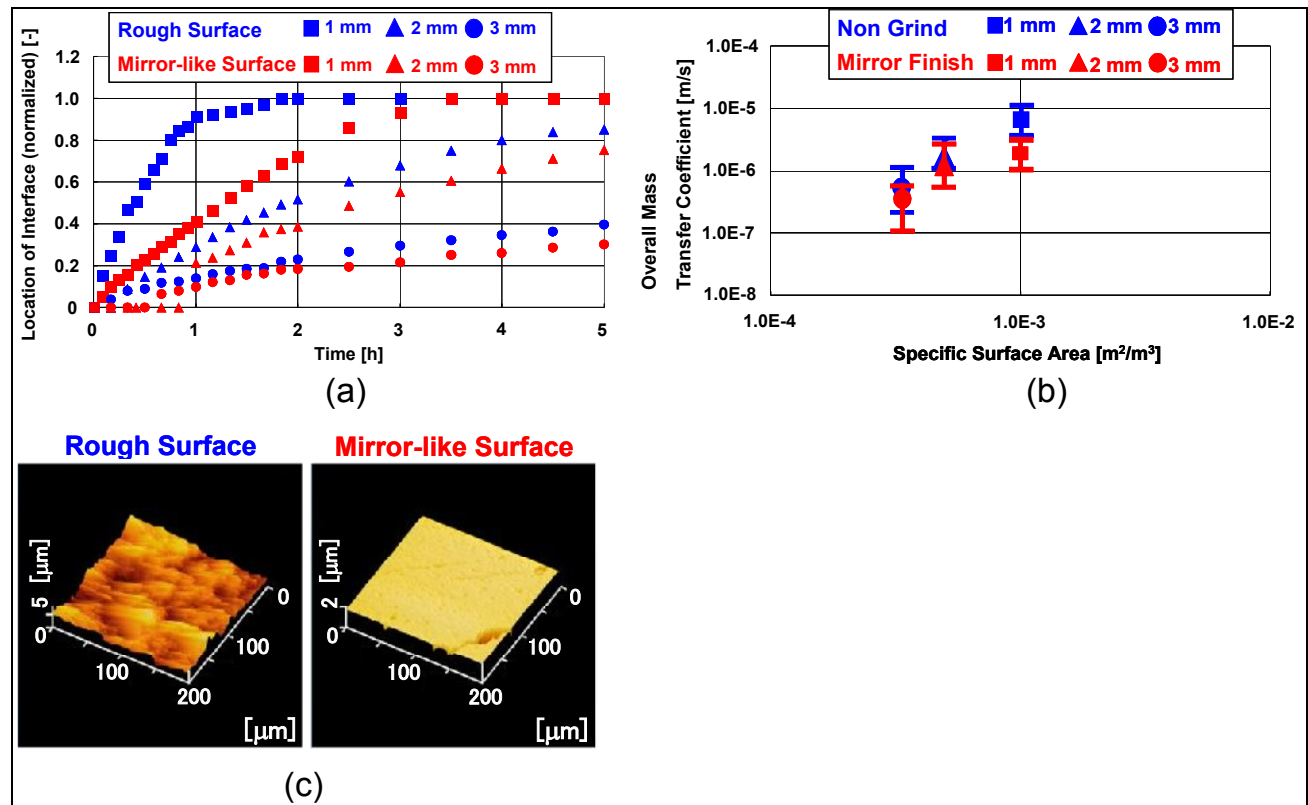 Rough Surface ■ 1 mm ▲ 2 mm ● 3 mm
Mirror-like Surface ■ 1 mm ▲ 2 mm ● 3 mm
Location of Interface (normalized) [-]
1.2
1.0
0.8
0.6
0.4
0.2
0
0 1 2 3 4 5
Time [h]
(a)
Non Grind ■ 1 mm ▲ 2 mm ● 3 mm
Mirror Finish ■ 1 mm ▲ 2 mm ● 3 mm
Overall Mass
Transfer Coefficient [m/s]
1.0E-4
1.0E-5
1.0E-6
1.0E-7
1.0E-8
1.0E-4 1.0E-3 1.0E-2
Specific Surface Area [m²/m³]
(b)
Rough Surface
[μm]
5
0
0
100
100
200
[μm]
Mirror-like Surface
[μm]
2
0
0
100
100
200
[μm]
(c)